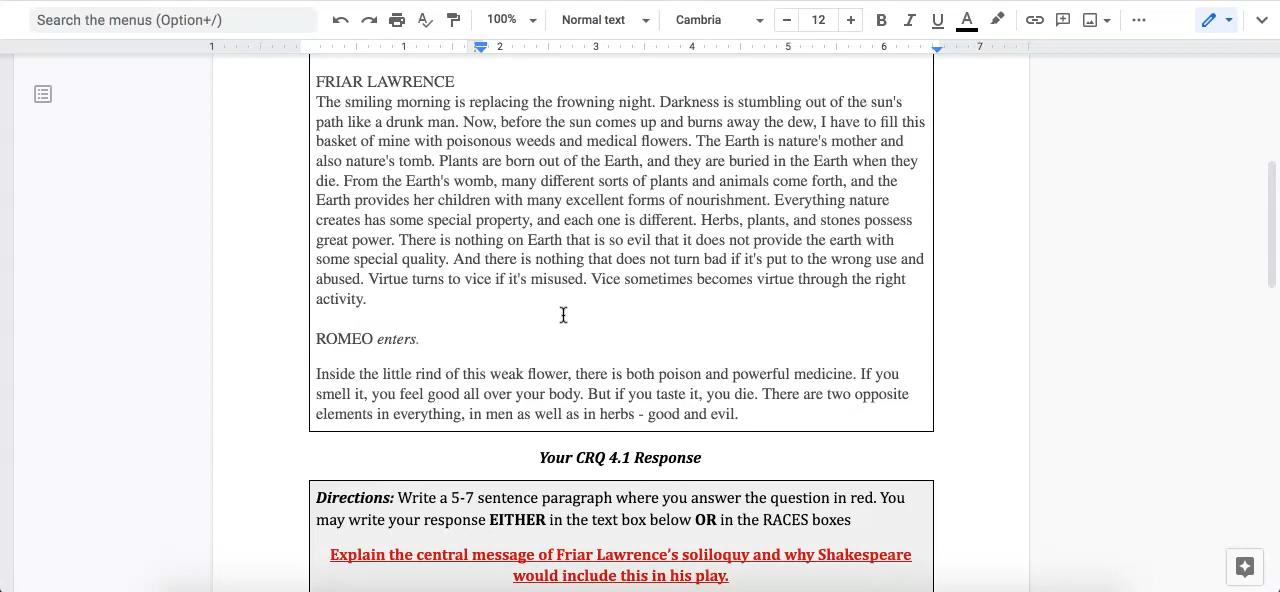 Search the menus (Option+/)
100%
Normal text
Cambria
12
B I U A
1 1 2 3 4 5 6 7
FRIAR LAWRENCE
The smiling morning is replacing the frowning night. Darkness is stumbling out of the sun's
path like a drunk man. Now, before the sun comes up and burns away the dew, I have to fill this
basket of mine with poisonous weeds and medical flowers. The Earth is nature's mother and
also nature's tomb. Plants are born out of the Earth, and they are buried in the Earth when they
die. From the Earth's womb, many different sorts of plants and animals come forth, and the
Earth provides her children with many excellent forms of nourishment. Everything nature
creates has some special property, and each one is different. Herbs, plants, and stones possess
great power. There is nothing on Earth that is so evil that it does not provide the earth with
some special quality. And there is nothing that does not turn bad if it's put to the wrong use and
abused. Virtue turns to vice if it's misused. Vice sometimes becomes virtue through the right
activity.
ROMEO enters.
Inside the little rind of this weak flower, there is both poison and powerful medicine. If you
smell it, you feel good all over your body. But if you taste it, you die. There are two opposite
elements in everything, in men as well as in herbs - good and evil.
Your CRQ 4.1 Response
Directions: Write a 5-7 sentence paragraph where you answer the question in red. You
may write your response EITHER in the text box below OR in the RACES boxes
Explain the central message of Friar Lawrence's soliloquy and why Shakespeare
would include this in his play.